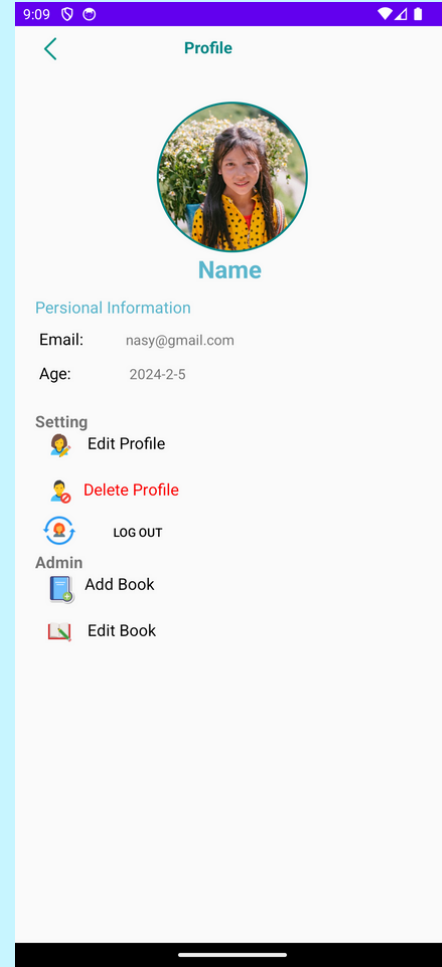 9:09
Profile
Name
Persional Information
Email: nasy@gmail.com
Age: 2024-2-5
Setting
Edit Profile
Delete Profile
LOG OUT
Admin
Add Book
Edit Book